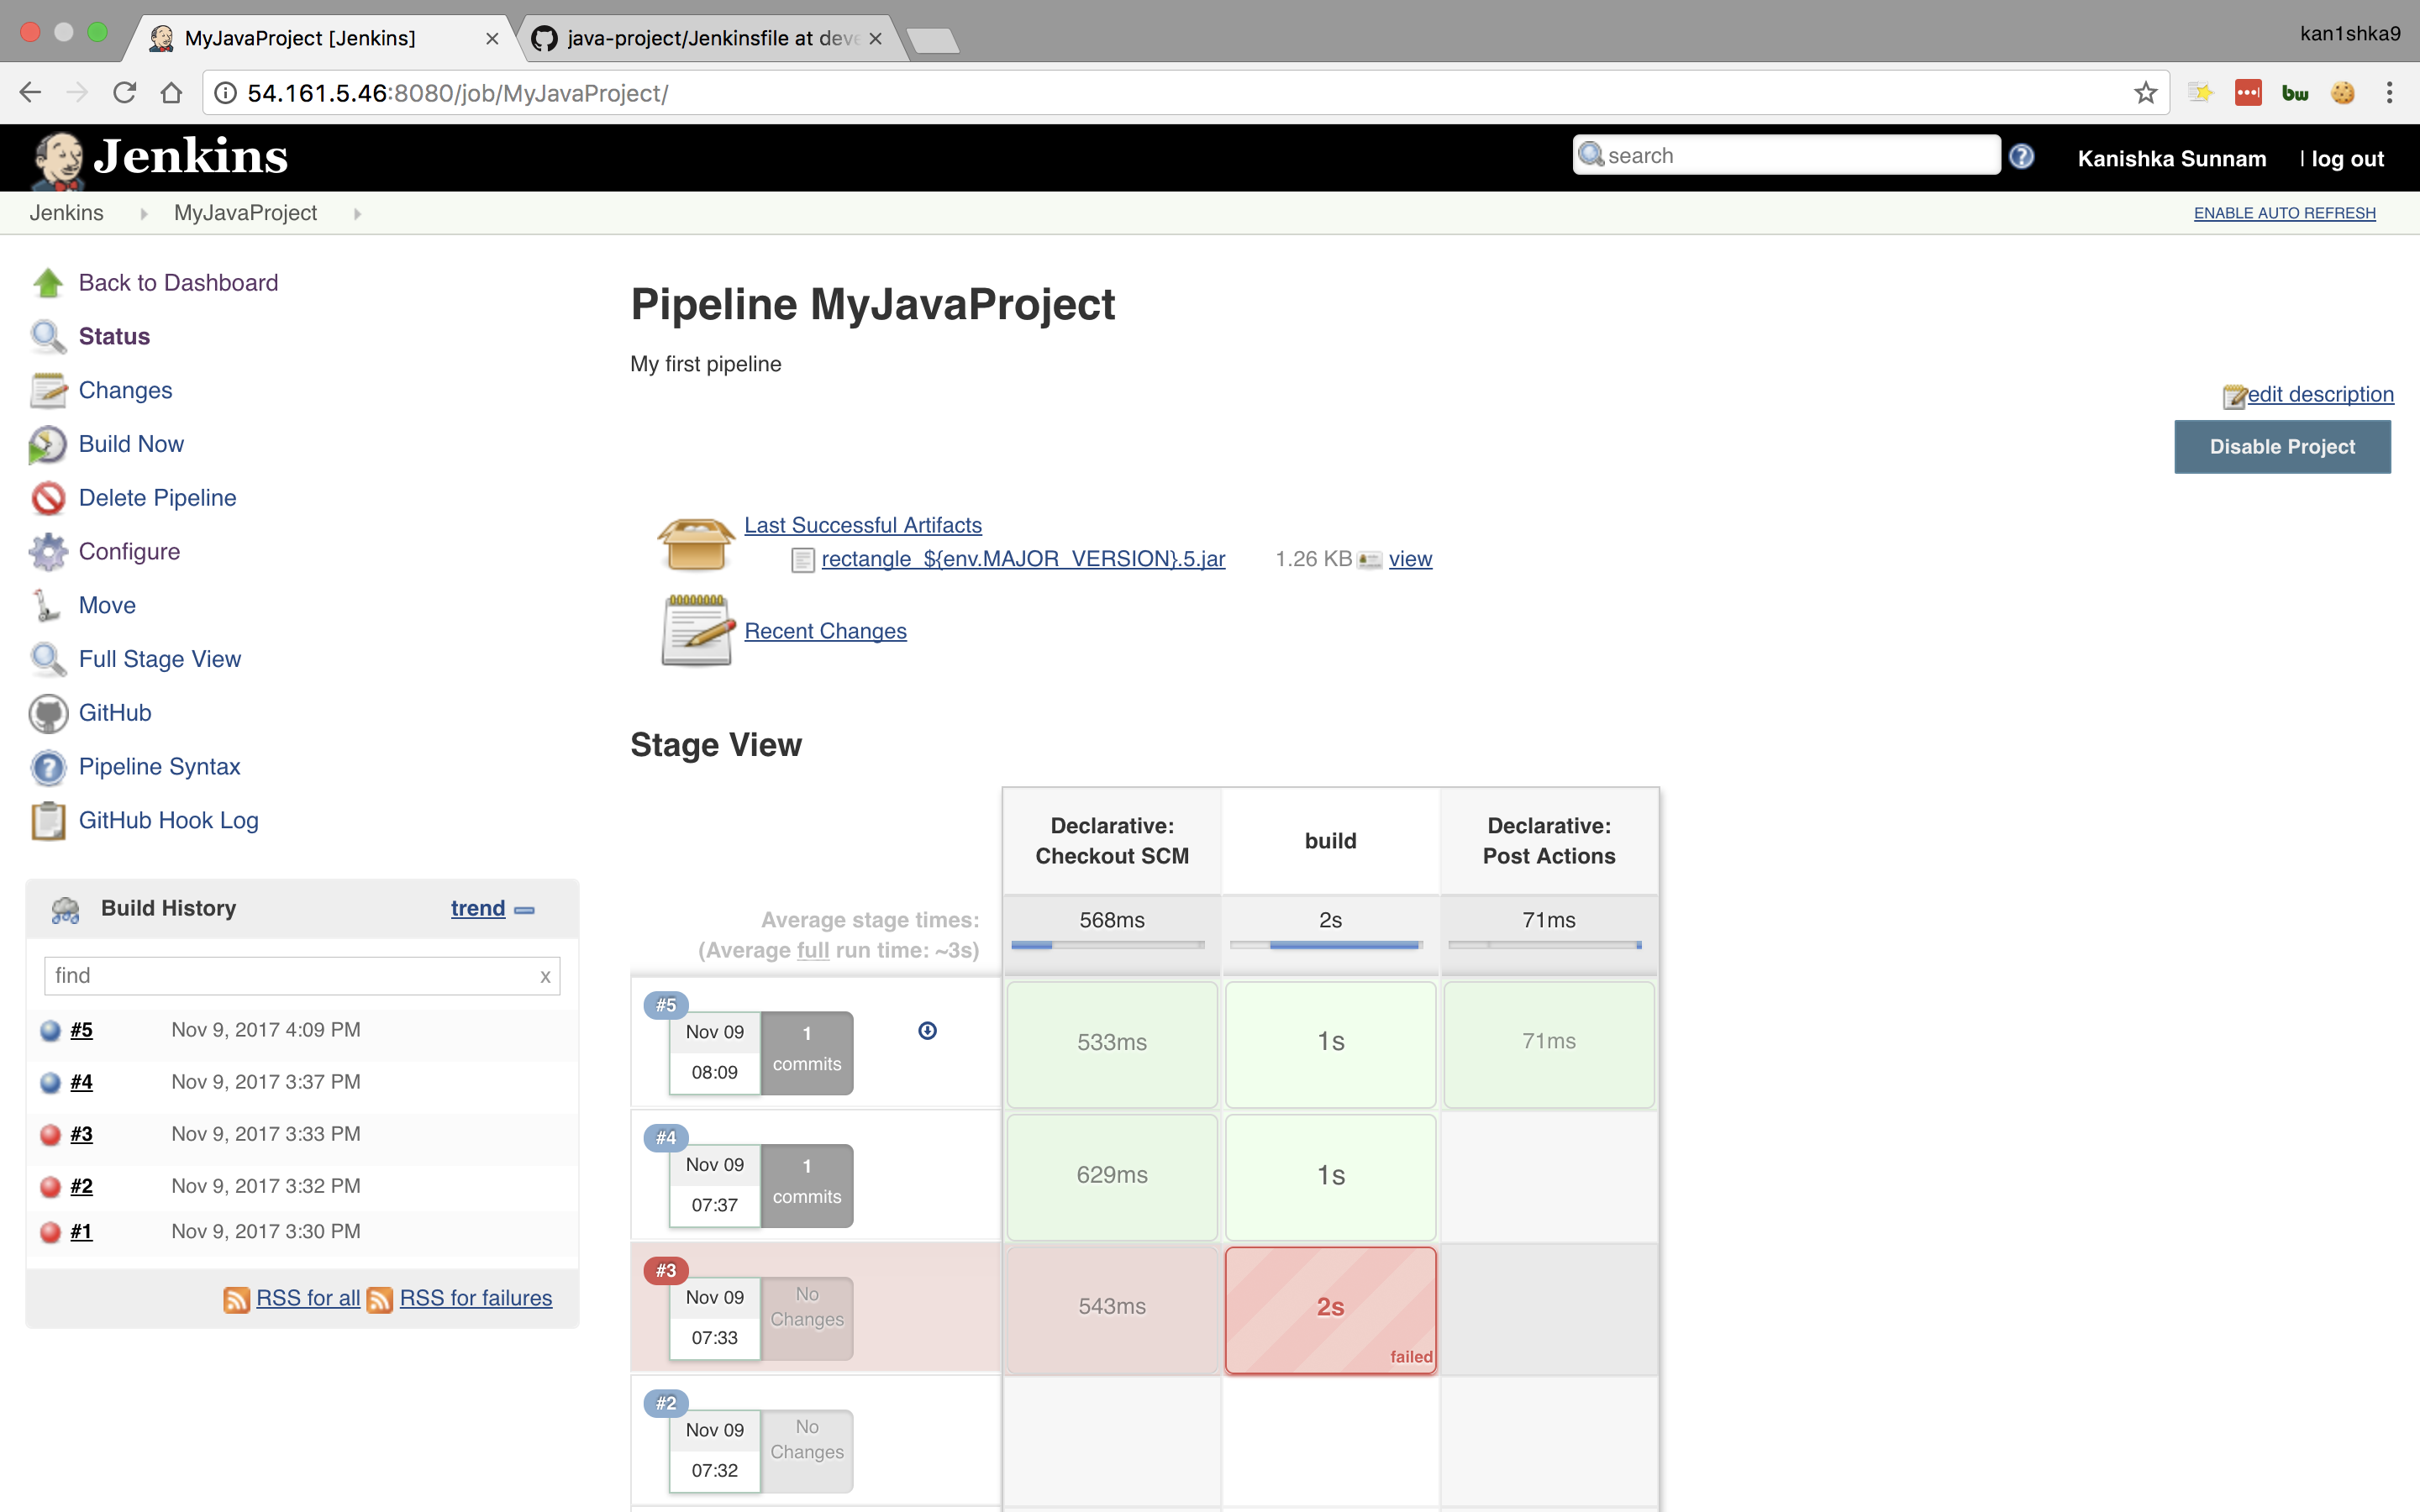 MyJavaProject [Jenkins]
java-project/Jenkinsfile at deve
kan1shka9
54.161.5.46:8080/job/MyJavaProject/
bw
Jenkins
search
Kanishka Sunnam
| log out
Jenkins
MyJavaProject
ENABLE AUTO REFRESH
Back to Dashboard
Status
Changes
Build Now
Delete Pipeline
Configure
Move
Full Stage View
GitHub
Pipeline Syntax
GitHub Hook Log
Build History
trend
find
x
#5 Nov 9, 2017 4:09 PM
#4 Nov 9, 2017 3:37 PM
#3 Nov 9, 2017 3:33 PM
#2 Nov 9, 2017 3:32 PM
#1 Nov 9, 2017 3:30 PM
RSS for all RSS for failures
Pipeline MyJavaProject
My first pipeline
edit description
Disable Project
Last Successful Artifacts
rectangle_${env.MAJOR_VERSION}.5.jar 1.26 KB view
Recent Changes
Stage View
Declarative:
Checkout SCM
build
Declarative:
Post Actions
Average stage times:
(Average full run time: ~3s)
568ms
2s
71ms
#5
Nov 09
08:09
1
commits
533ms
1s
71ms
#4
Nov 09
07:37
1
commits
629ms
1s
#3
Nov 09
07:33
No
Changes
543ms
2s
failed
#2
Nov 09
07:32
No
Changes